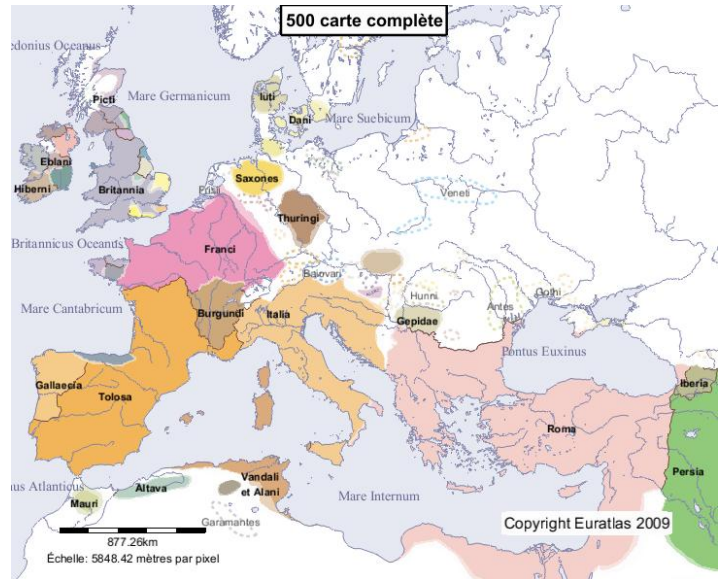 500 carte complète
edonius Oceanus
Picti
Mare Germanicum
Iuti
Dani
Mare Suebicum
Eblani
Hiberni
Britannia
Frisii
Saxones
Veneti
Thuringi
Britannicus Oceanus
Franci
Baiovari
Mare Cantabricum
Burgundi
Italia
Hunni
Gepidae
Antes
Gothi
Pontus Euxinus
Gallaecia
Tolosa
Iberia
Roma
Persia
nus Atlanticus
Mauri
Altava
Vandali
et Alani
Mare Internum
Garamantes
Copyright Euratlas 2009
877.26km
Échelle: 5848.42 mètres par pixel